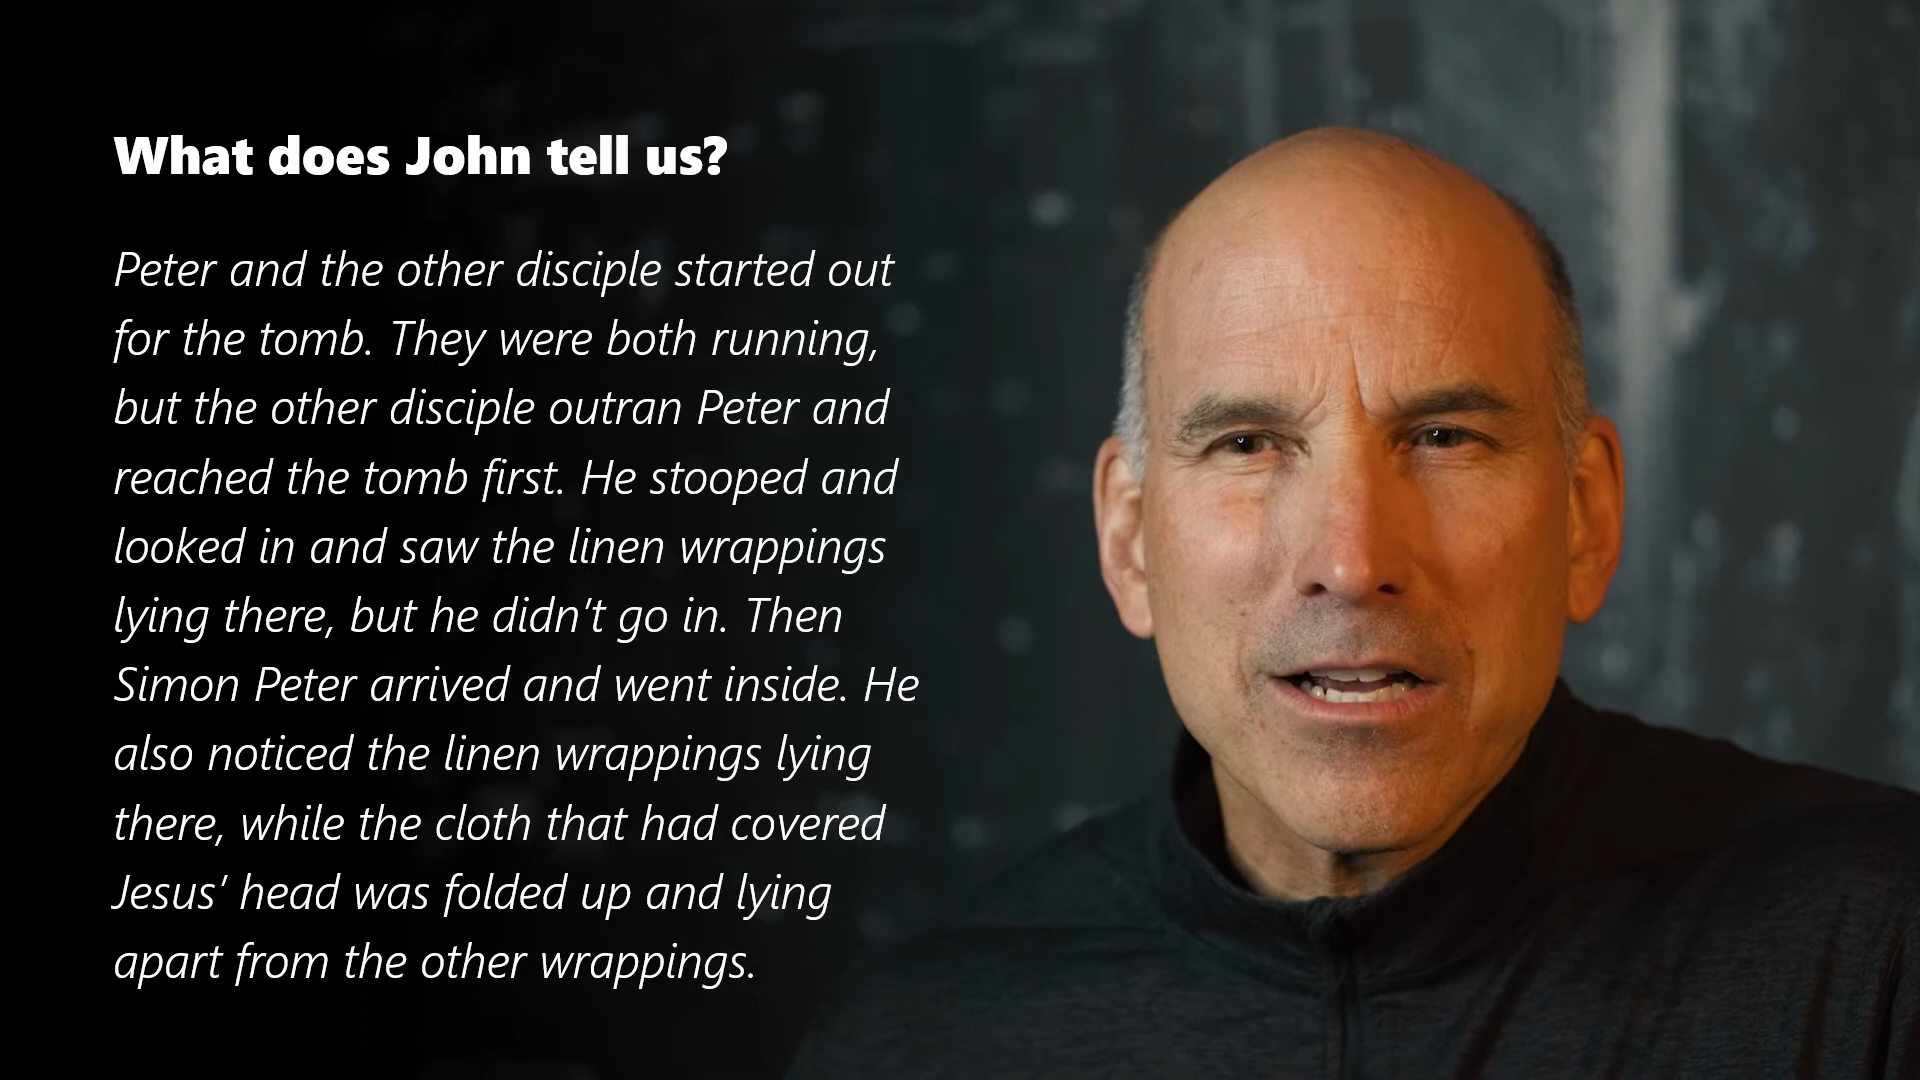 What does John tell us?
Peter and the other disciple started out
for the tomb. They were both running,
but the other disciple outran Peter and
reached the tomb first. He stooped and
looked in and saw the linen wrappings
lying there, but he didn’t go in. Then
Simon Peter arrived and went inside. He
also noticed the linen wrappings lying
there, while the cloth that had covered
Jesus’ head was folded up and lying
apart from the other wrappings.